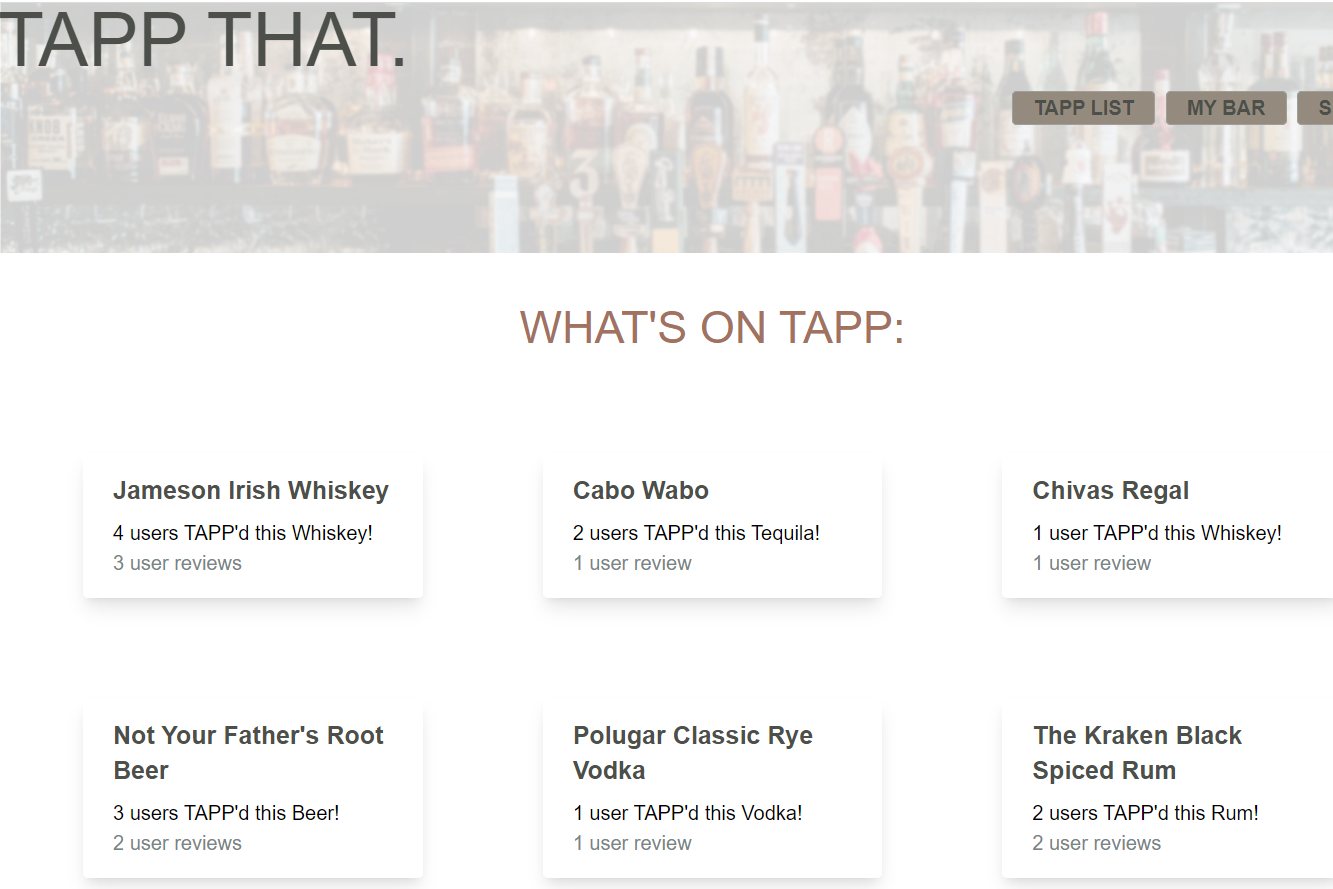 TAPP THAT.
TAPP LIST
MY BAR
S
WHAT'S ON TAPP:
Jameson Irish Whiskey
4 users TAPP'd this Whiskey!
3 user reviews
Cabo Wabo
2 users TAPP'd this Tequila!
1 user review
Chivas Regal
1 user TAPP'd this Whiskey!
1 user review
Not Your Father's Root
Beer
3 users TAPP'd this Beer!
2 user reviews
Polugar Classic Rye
Vodka
1 user TAPP'd this Vodka!
1 user review
The Kraken Black
Spiced Rum
2 users TAPP'd this Rum!
2 user reviews